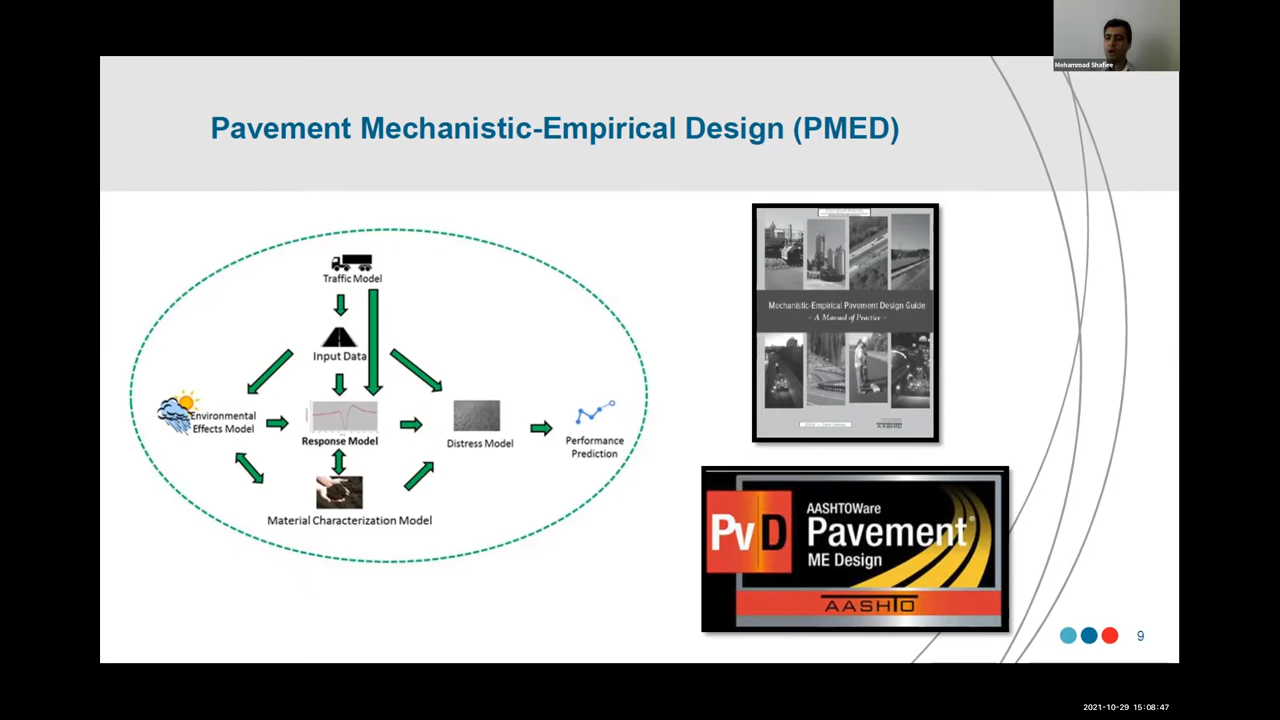 Mohammad Shafiee
Pavement Mechanistic-Empirical Design (PMED)
Traffic Model
Input Data
Environmental
Effects Model
Response Model
Distress Model
Performance
Prediction
Material Characterization Model
Mechanistic-Empirical Pavement Design Guide
- A Manual of Practice -
AASHTO
PvD
AASHTOWare
Pavement®
ME Design
AASHTO
9
2021-10-29 15:08:47